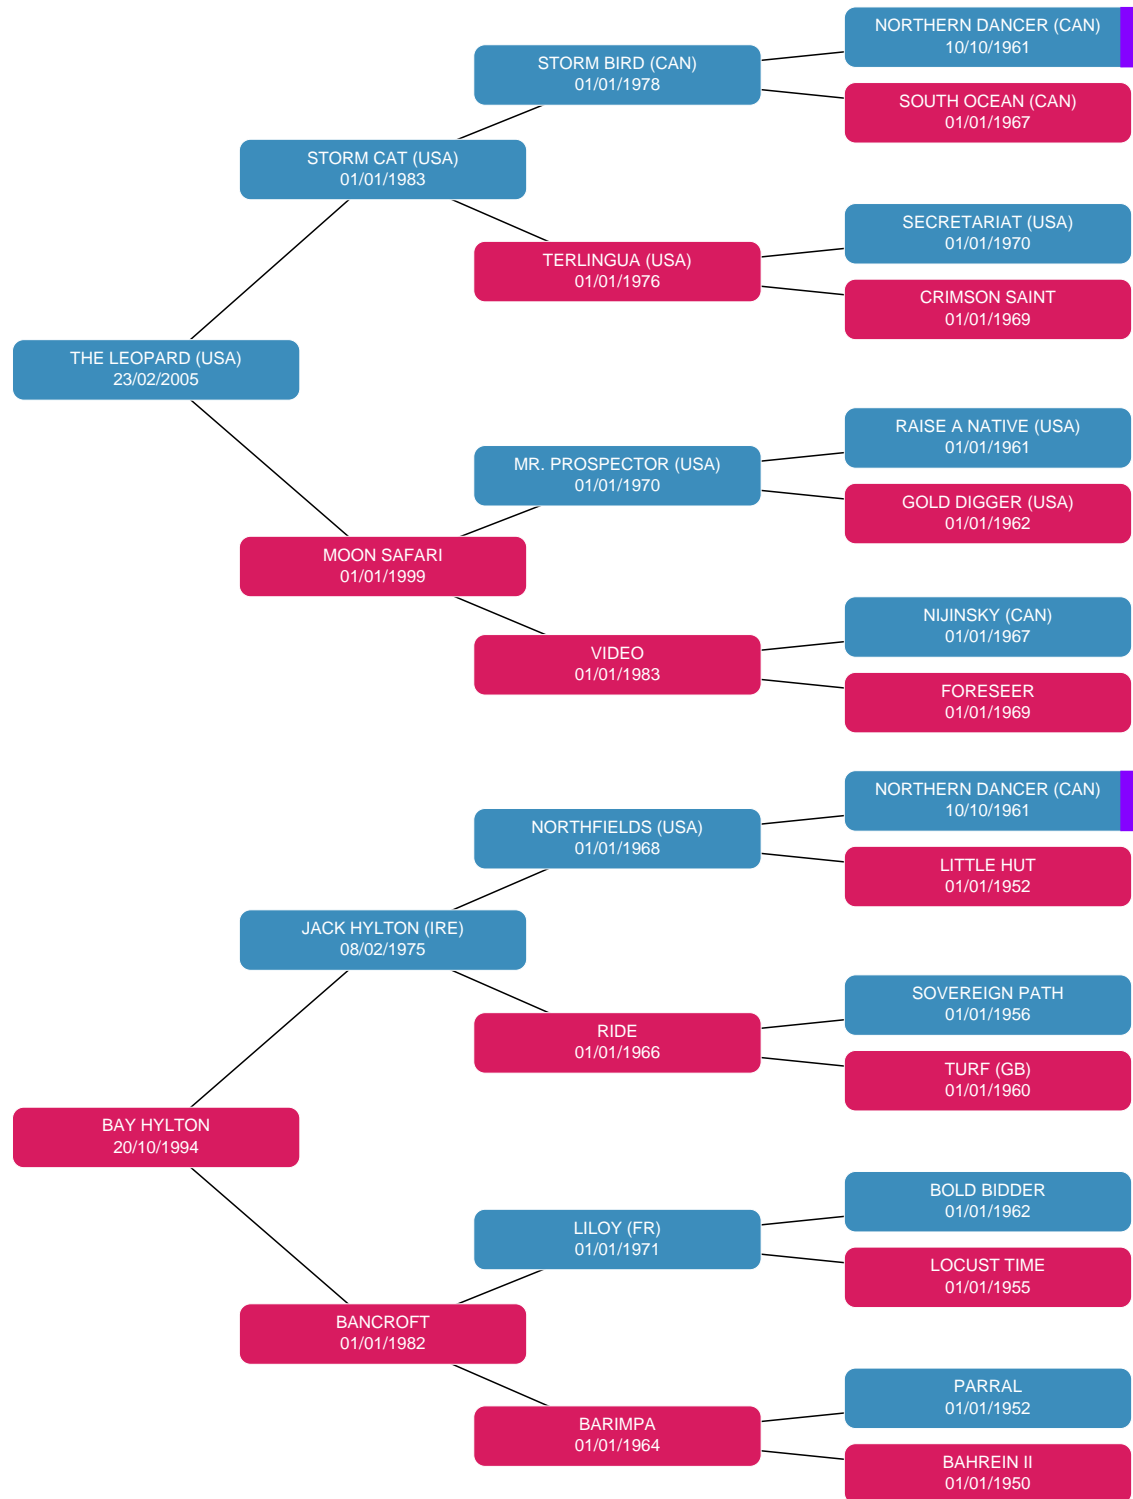 NORTHERN DANCER (CAN)
10/10/1961
STORM BIRD (CAN)
01/01/1978
SOUTH OCEAN (CAN)
01/01/1967
STORM CAT (USA)
01/01/1983
SECRETARIAT (USA)
01/01/1970
TERLINGUA (USA)
01/01/1976
CRIMSON SAINT
01/01/1969
THE LEOPARD (USA)
23/02/2005
RAISE A NATIVE (USA)
01/01/1961
MR. PROSPECTOR (USA)
01/01/1970
GOLD DIGGER (USA)
01/01/1962
MOON SAFARI
01/01/1999
NIJINSKY (CAN)
01/01/1967
VIDEO
01/01/1983
FORESEER
01/01/1969
NORTHERN DANCER (CAN)
10/10/1961
NORTHFIELDS (USA)
01/01/1968
LITTLE HUT
01/01/1952
JACK HYLTON (IRE)
08/02/1975
SOVEREIGN PATH
01/01/1956
RIDE
01/01/1966
TURF (GB)
01/01/1960
BAY HYLTON
20/10/1994
BOLD BIDDER
01/01/1962
LILOY (FR)
01/01/1971
LOCUST TIME
01/01/1955
BANCROFT
01/01/1982
PARRAL
01/01/1952
BARIMPA
01/01/1964
BAHREIN II
01/01/1950